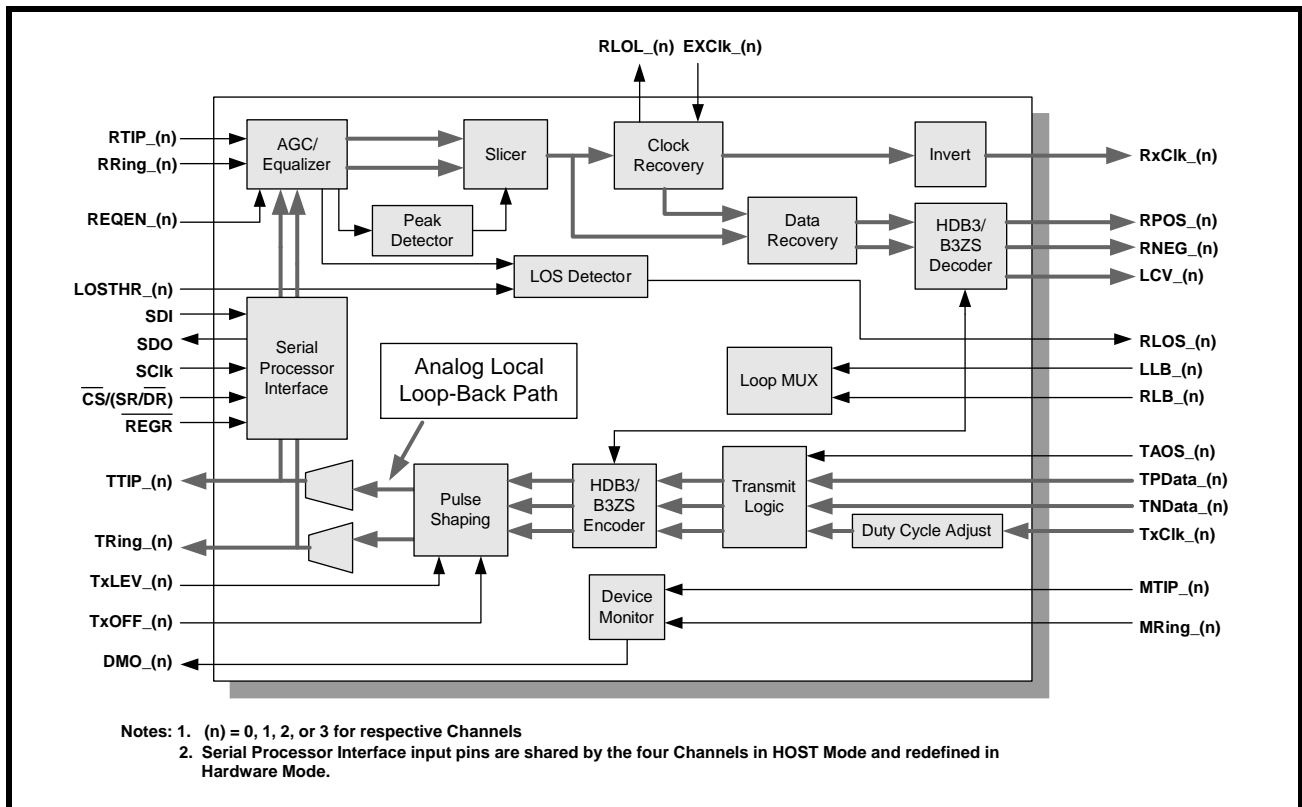 RLOL_(n) EXClk_(n)
RTIP_(n)
RRing_(n)
REQEN_(n)
LOSTHR_(n)
SDI
SDO
SClk
CS/(SR/DR)
REGR
TTIP_(n)
TRing_(n)
TxLEV_(n)
TxOFF_(n)
DMO_(n)
AGC/
Equalizer
Slicer
Clock
Recovery
Invert
Peak
Detector
Data
Recovery
HDB3/
B3ZS
Decoder
LOS Detector
Serial
Processor
Interface
Analog Local
Loop-Back Path
Loop MUX
Pulse
Shaping
HDB3/
B3ZS
Encoder
Transmit
Logic
Duty Cycle Adjust
Device
Monitor
RxClk_(n)
RPOS_(n)
RNEG_(n)
LCV_(n)
RLOS_(n)
LLB_(n)
RLB_(n)
TAOS_(n)
TPData_(n)
TNData_(n)
TxClk_(n)
MTIP_(n)
MRing_(n)
Notes: 1. (n) = 0, 1, 2, or 3 for respective Channels
2. Serial Processor Interface input pins are shared by the four Channels in HOST Mode and redefined in
Hardware Mode.